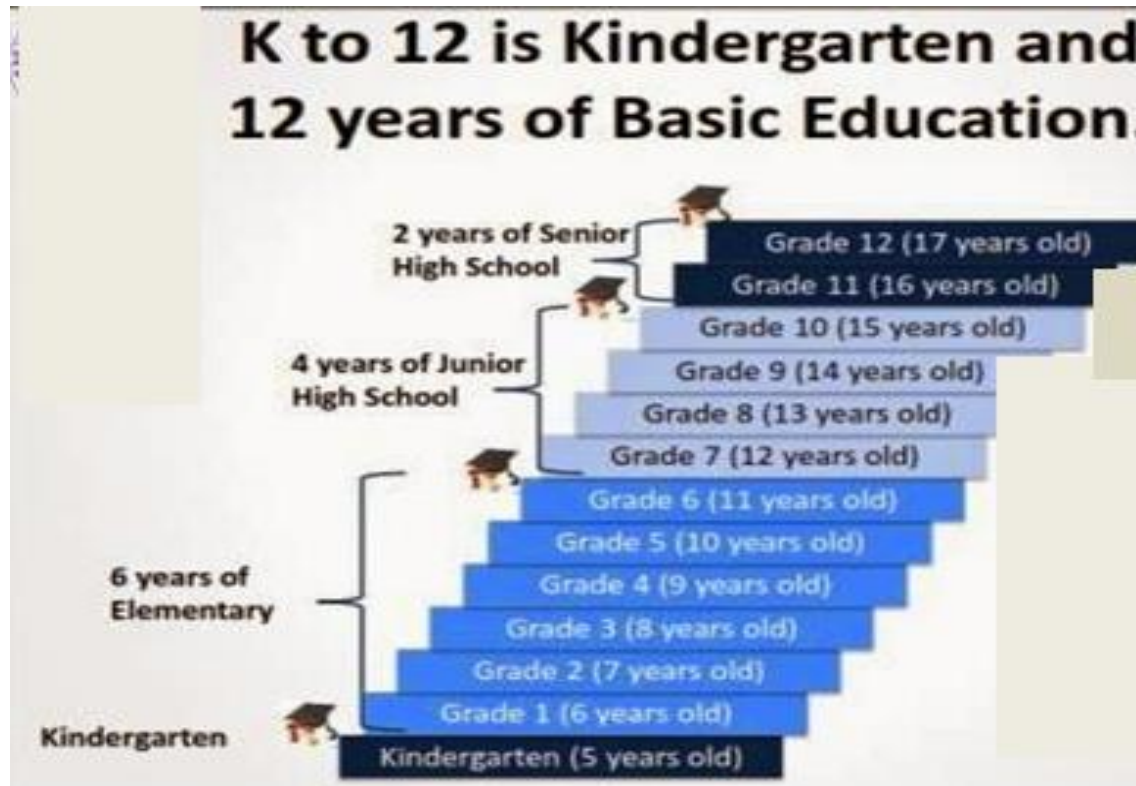 K to 12 is Kindergarten and
12 years of Basic Education.
2 years of Senior
High School
Grade 12 (17 years old)
Grade 11 (16 years old)
4 years of Junior
High School
Grade 10 (15 years old)
Grade 9 (14 years old)
Grade 8 (13 years old)
Grade 7 (12 years old)
6 years of
Elementary
Grade 6 (11 years old)
Grade 5 (10 years old)
Grade 4 (9 years old)
Grade 3 (8 years old)
Grade 2 (7 years old)
Grade 1 (6 years old)
Kindergarten
Kindergarten (5 years old)